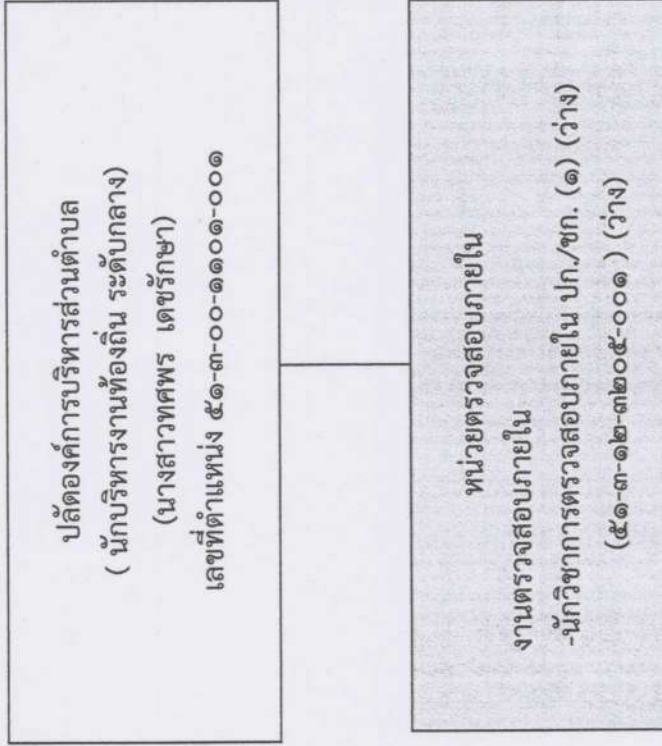 ปลัดองค์การบริหารส่วนตำบล
( นักบริหารงานท้องถิ่น ระดับกลาง)
(นางสาวทศพร เดชรักษา)
เลขที่ตำแหน่ง ๕๑-๓-๐๐-๑๑๐๑-๐๐๑
หน่วยตรวจสอบภายใน
งานตรวจสอบภายใน
-นักวิชาการตรวจสอบภายใน ปก./ชก. (๑) (ว่าง)
(๕๑-๓-๑๒-๓๒๐๕-๐๐๑ ) (ว่าง)